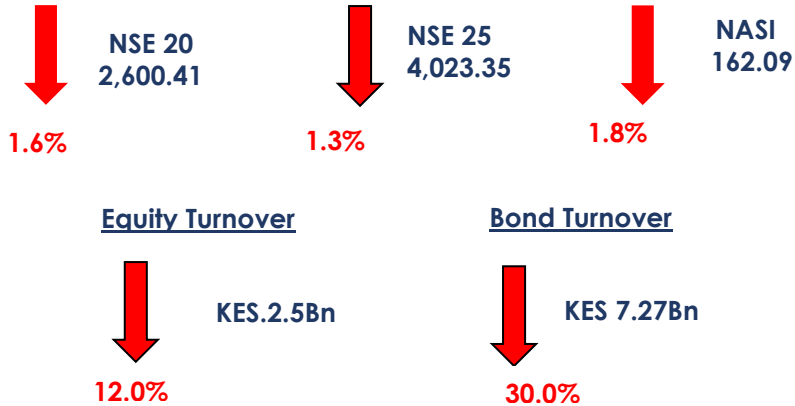 NSE 20
2,600.41
1.6%
NSE 25
4,023.35
1.3%
NASI
162.09
1.8%
Equity Turnover
KES.2.5Bn
12.0%
Bond Turnover
KES 7.27Bn
30.0%